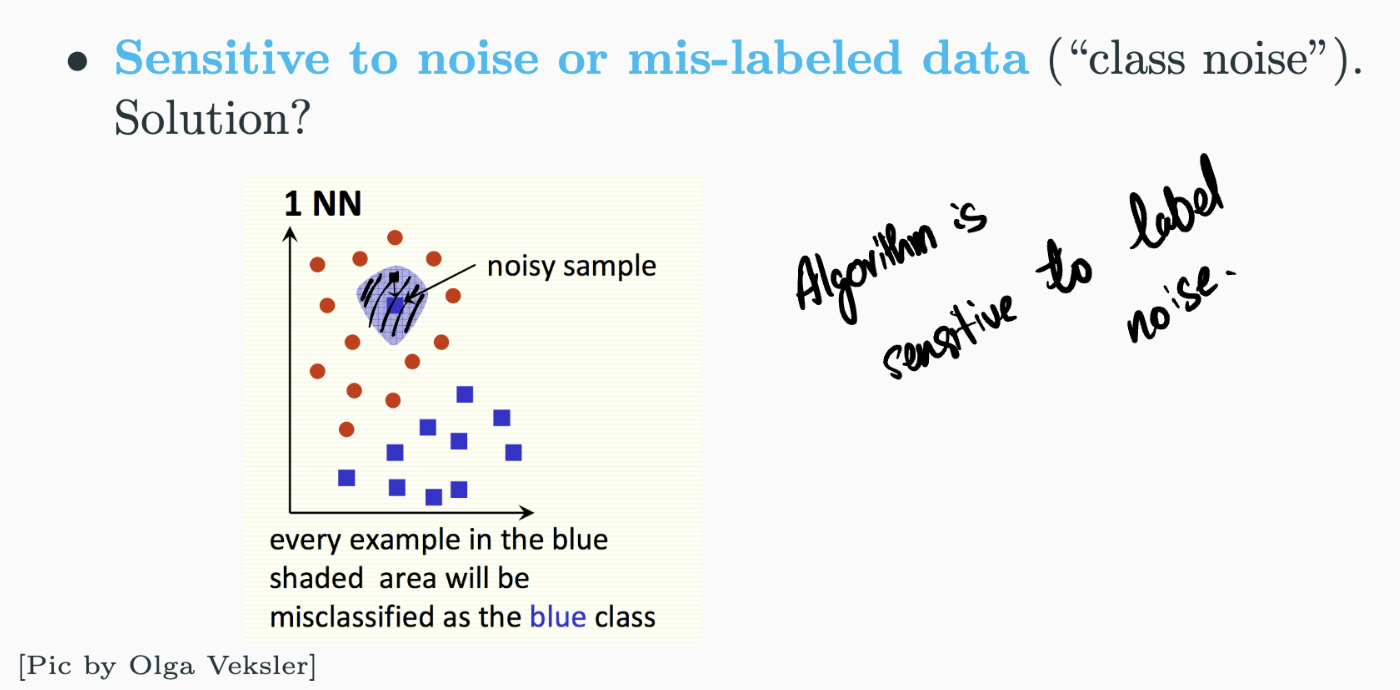 • Sensitive to noise or mis-labeled data (“class noise”).
Solution?
1 NN
noisy sample
every example in the blue
shaded area will be
misclassified as the blue class
Algorithm is
sensitive to label
noise.
[Pic by Olga Veksler]